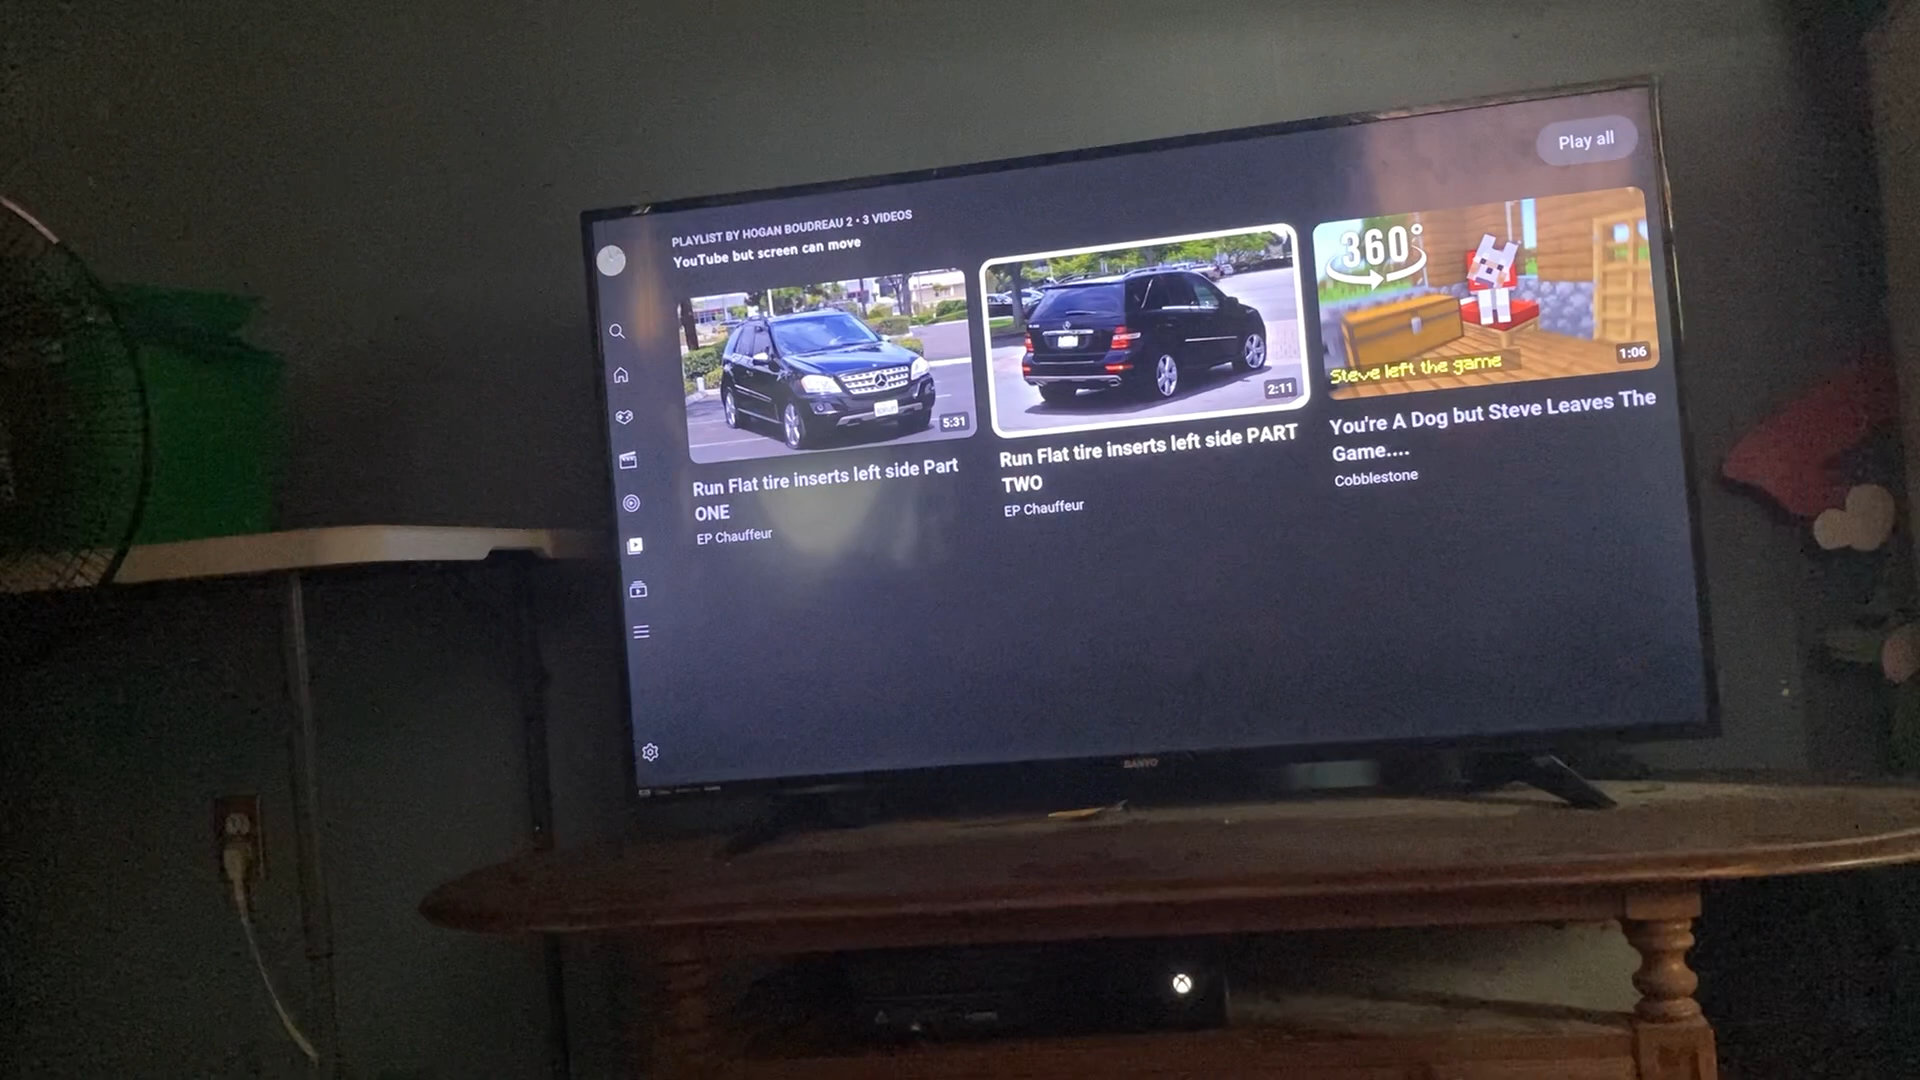 Play all
PLAYLIST BY HOGAN BOUDREAU 2 • 3 VIDEOS
YouTube but screen can move
5:31
Run Flat tire inserts left side Part
ONE
EP Chauffeur
2:11
Run Flat tire inserts left side PART
TWO
EP Chauffeur
360°
Steve left the game
1:06
You're A Dog but Steve Leaves The
Game....
Cobblestone
SANYO